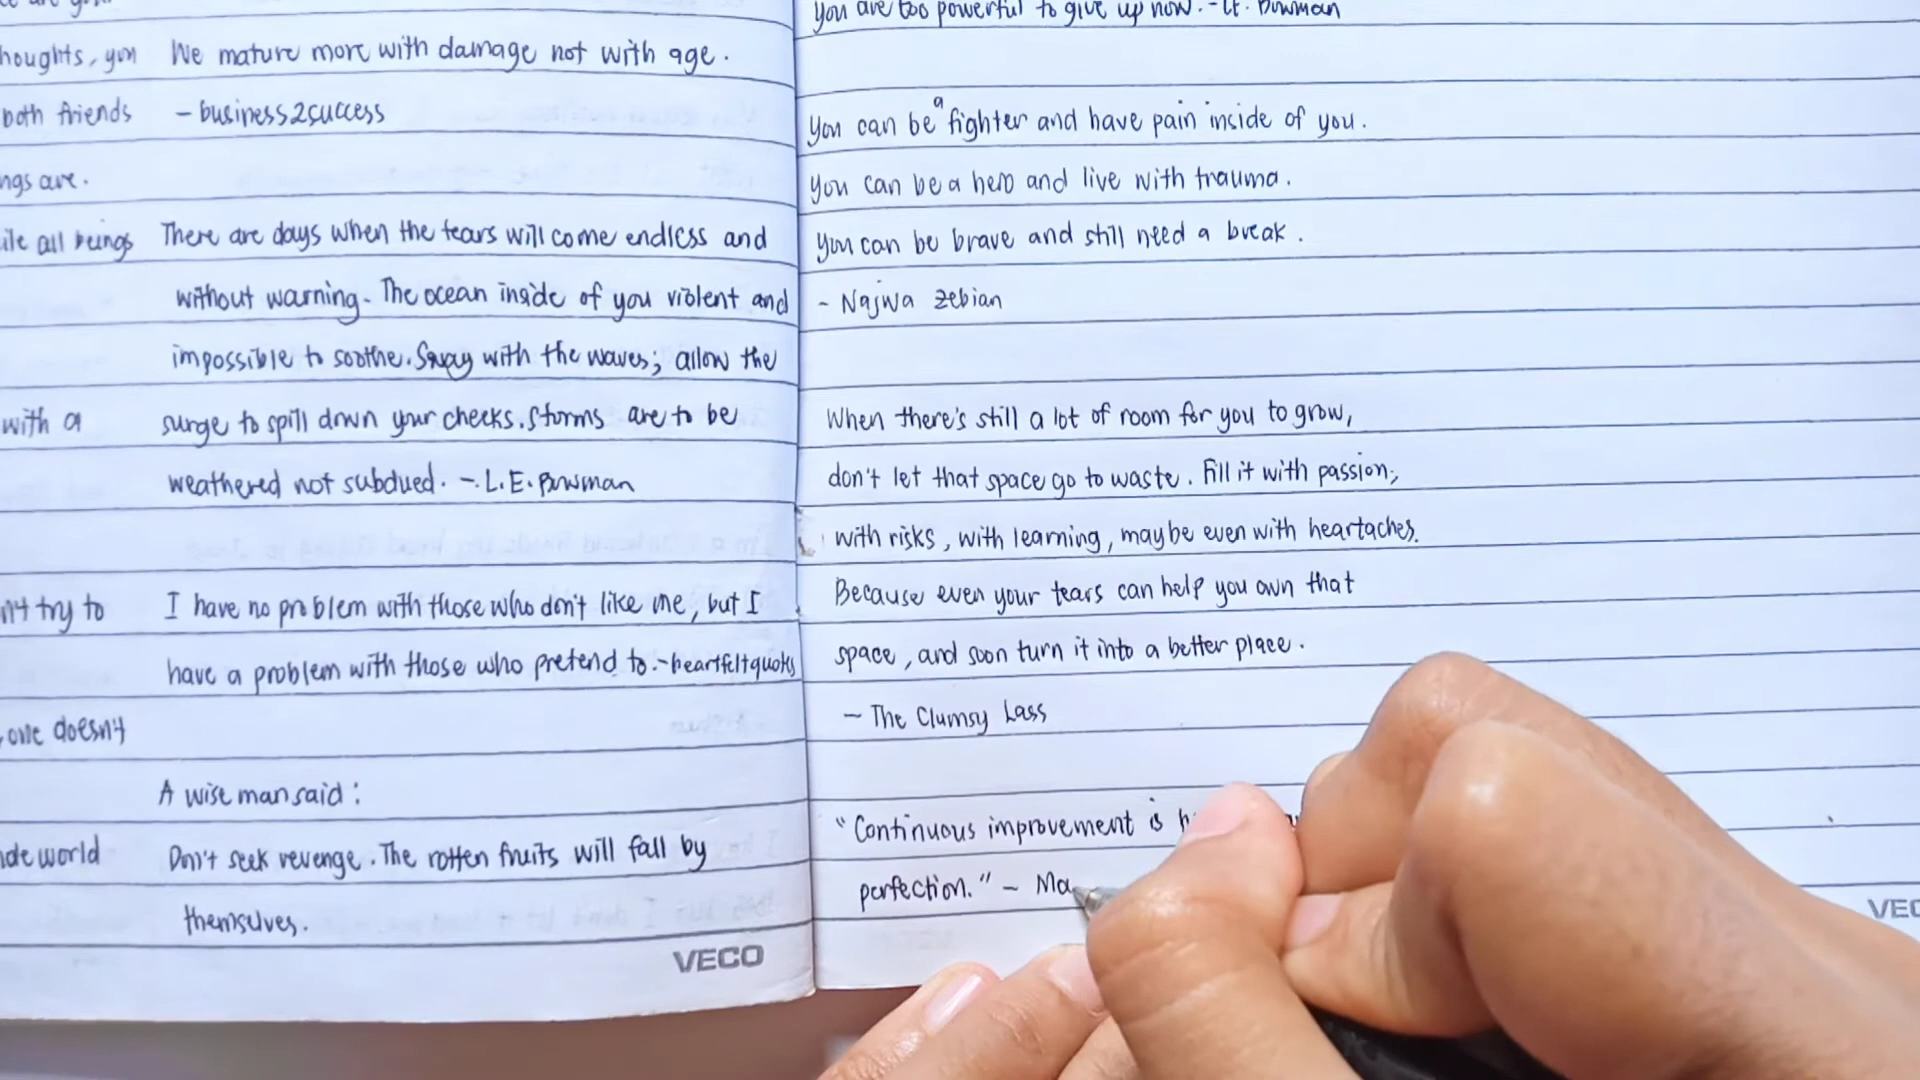 houghts, you
both friends
ngs are.
ile all beings
with a
n't try to
one doesn't
ide world
We mature more with damage not with age.
- business2success
There are days when the tears will come endless and
without warning. The ocean inside of you violent and
impossible to soothe. Sway with the waves; allow the
surge to spill down your cheeks. Storms are to be
weathered not subdued. - L.E. Bowman
I have no problem with those who don't like me, but I
have a problem with those who pretend to. - heartfeltquotes
A wise man said:
Don't seek revenge. The rotten fruits will fall by
themselves.
VECO
You are too powerful to give up now. - L.E. Bowman
You can be a fighter and have pain inside of you.
You can be a hero and live with trauma.
You can be brave and still need a break.
- Najwa Zebian
When there's still a lot of room for you to grow,
don't let that space go to waste. Fill it with passion,
with risks, with learning, maybe even with heartaches.
Because even your tears can help you own that
space, and soon turn it into a better place.
- The Clumsy Lass
"Continuous improvement is
perfection." - Ma
VEC